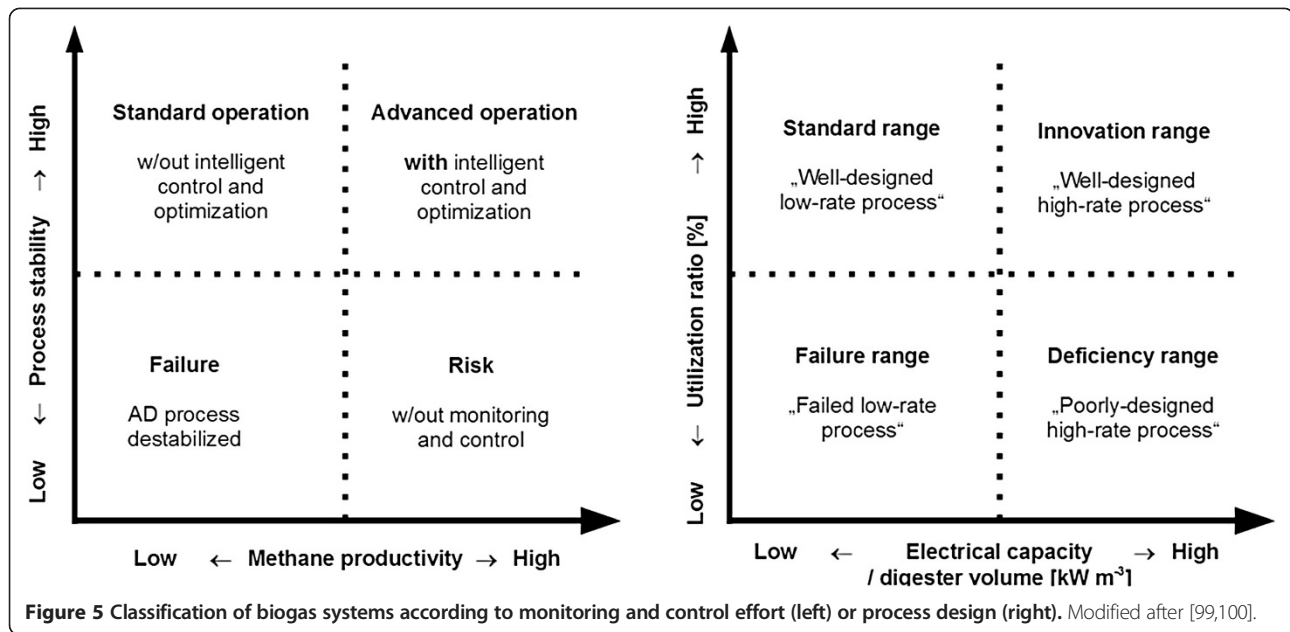 Low ← Process stability → High
Standard operation
w/out intelligent
control and
optimization
Advanced operation
with intelligent
control and
optimization
Failure
AD process
destabilized
Risk
w/out monitoring
and control
Low ← Methane productivity → High
Low ← Utilization ratio [%] → High
Standard range
„Well-designed
low-rate process“
Innovation range
„Well-designed
high-rate process“
Failure range
„Failed low-rate
process“
Deficiency range
„Poorly-designed
high-rate process“
Low ← Electrical capacity → High
/ digester volume [kW m-3]
Figure 5 Classification of biogas systems according to monitoring and control effort (left) or process design (right). Modified after [99,100].